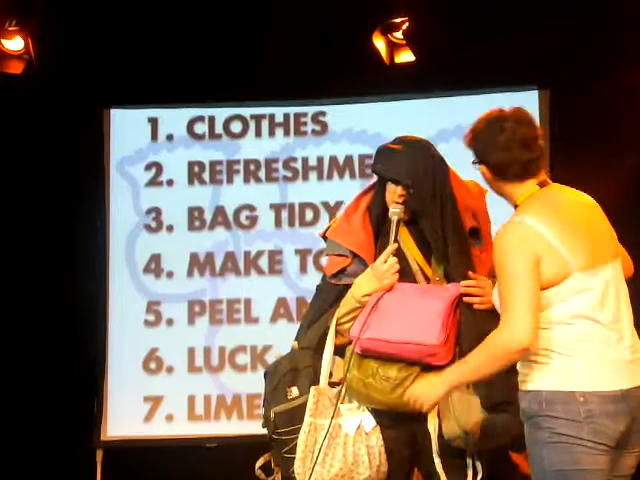 1. CLOTHES
2. REFRESHME
3. BAG TIDY
4. MAKE TO
5. PEEL AN
6. LUCK
7. LIME